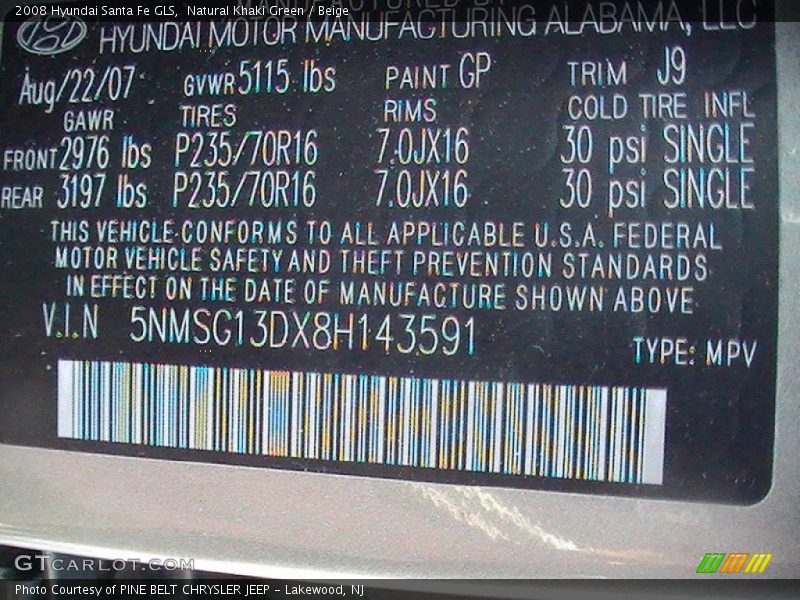 2008 Hyundai Santa Fe GLS, Natural Khaki Green / Beige
HYUNDAI MOTOR MANUFACTURING ALABAMA, LLC
Aug/22/07 GVWR 5115 lbs PAINT GP TRIM J9
GAWR TIRES RIMS COLD TIRE INFL
FRONT 2976 lbs P235/70R16 7.0JX16 30 psi SINGLE
REAR 3197 lbs P235/70R16 7.0JX16 30 psi SINGLE
THIS VEHICLE CONFORMS TO ALL APPLICABLE U.S.A. FEDERAL
MOTOR VEHICLE SAFETY AND THEFT PREVENTION STANDARDS
IN EFFECT ON THE DATE OF MANUFACTURE SHOWN ABOVE.
V.I.N 5NMSG13DX8H143591
TYPE: MPV
GTCARLOT.COM
Photo Courtesy of PINE BELT CHRYSLER JEEP - Lakewood, NJ